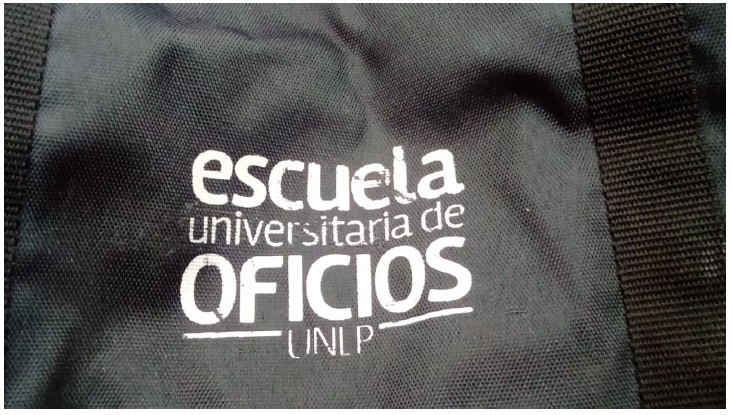 escuela
universitaria de
OFICIOS
UNLP